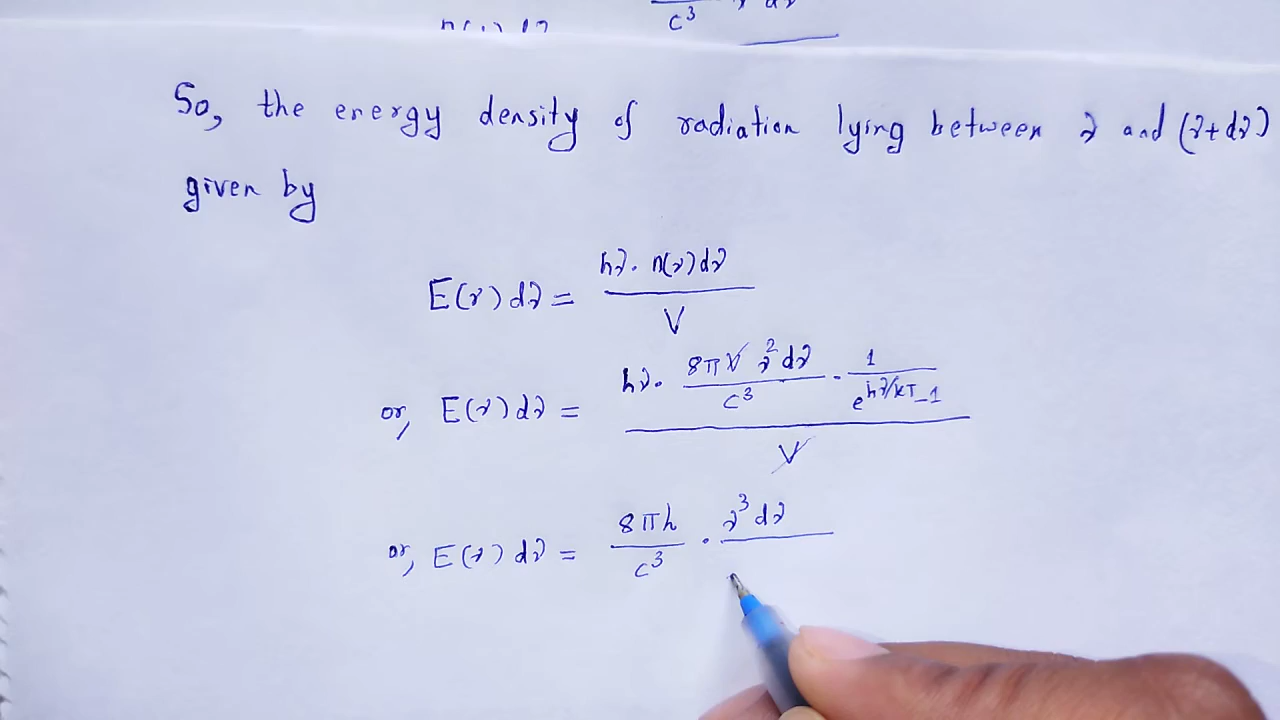 c³
So, the energy density of radiation lying between ν and (ν+dν)
given by
E(ν) dν = hν. n(ν)dν / V
or, E(ν) dν = hν. 8πV ν² dν / c³ . 1 / e^hν/kT -1 / V
or, E(ν) dν = 8πh / c³ . ν³ dν